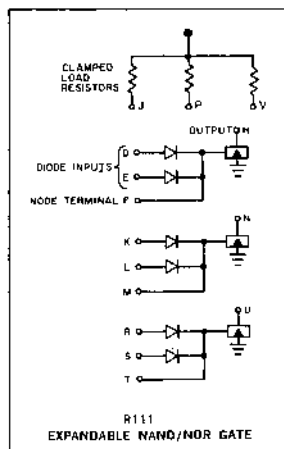 CLAMPED
LOAD
RESISTORS
J P V
OUTPUT H
D
DIODE INPUTS
E
NODE TERMINAL F
N
K
L
M
U
R
S
T
R111
EXPANDABLE NAND/NOR GATE